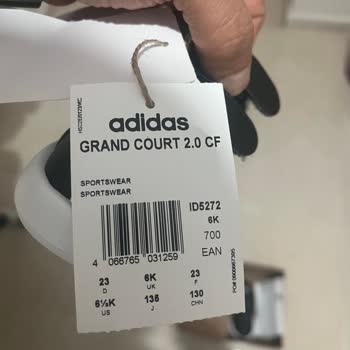 adidas
GRAND COURT 2.0 CF
SPORTSWEAR
SPORTSWEAR
ID5272
6K
700
EAN
4 066765 031259
23 6K 23
D UK F
6½K 135 130
US J CHN